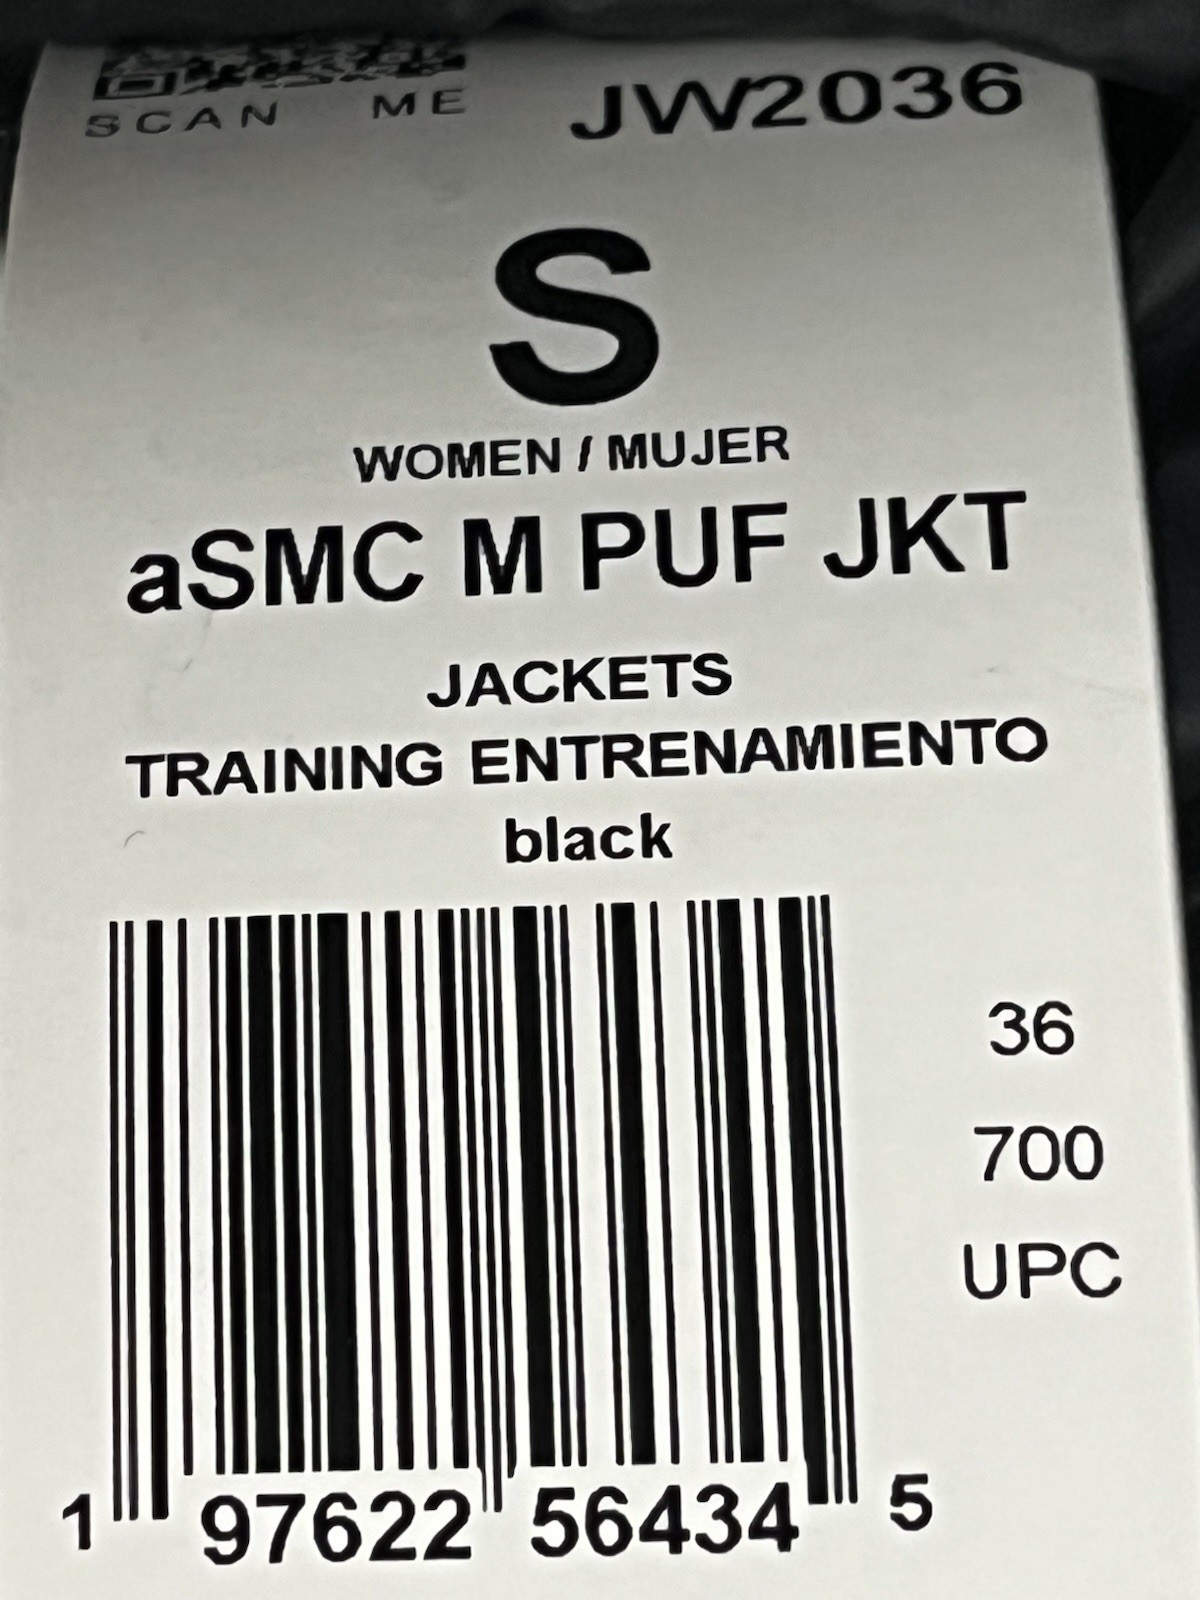 SCAN ME
JW2036
S
WOMEN / MUJER
aSMC M PUF JKT
JACKETS
TRAINING ENTRENAMIENTO
black
36
700
UPC
1 97622 56434 5